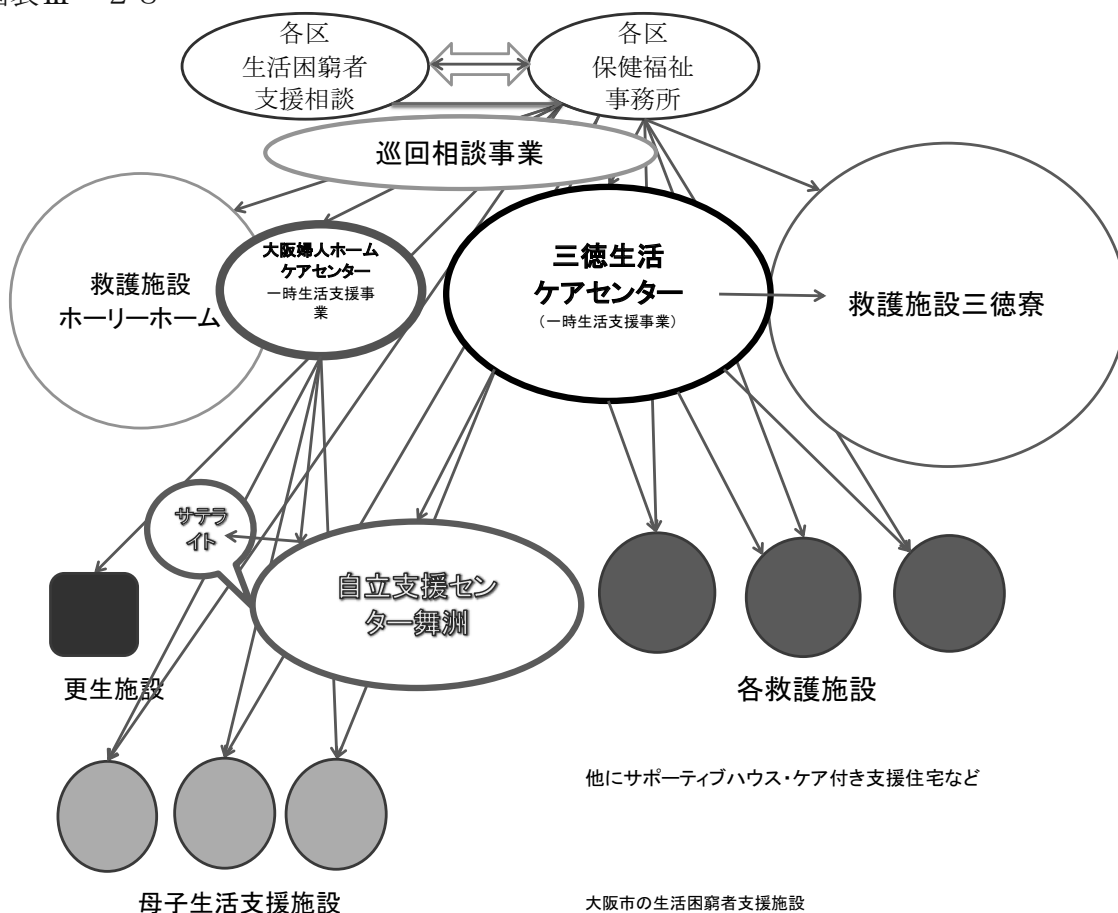 各区
生活困窮者
支援相談
各区
保健福祉
事務所
巡回相談事業
救護施設
ホーリーホーム
大阪婦人ホーム
ケアセンター
一時生活支援事
業
三徳生活
ケアセンター
(一時生活支援事業)
救護施設三徳寮
サテラ
イト
自立支援セン
ター舞洲
更生施設
各救護施設
他にサポーティブハウス・ケア付き支援住宅など
母子生活支援施設
大阪市の生活困窮者支援施設